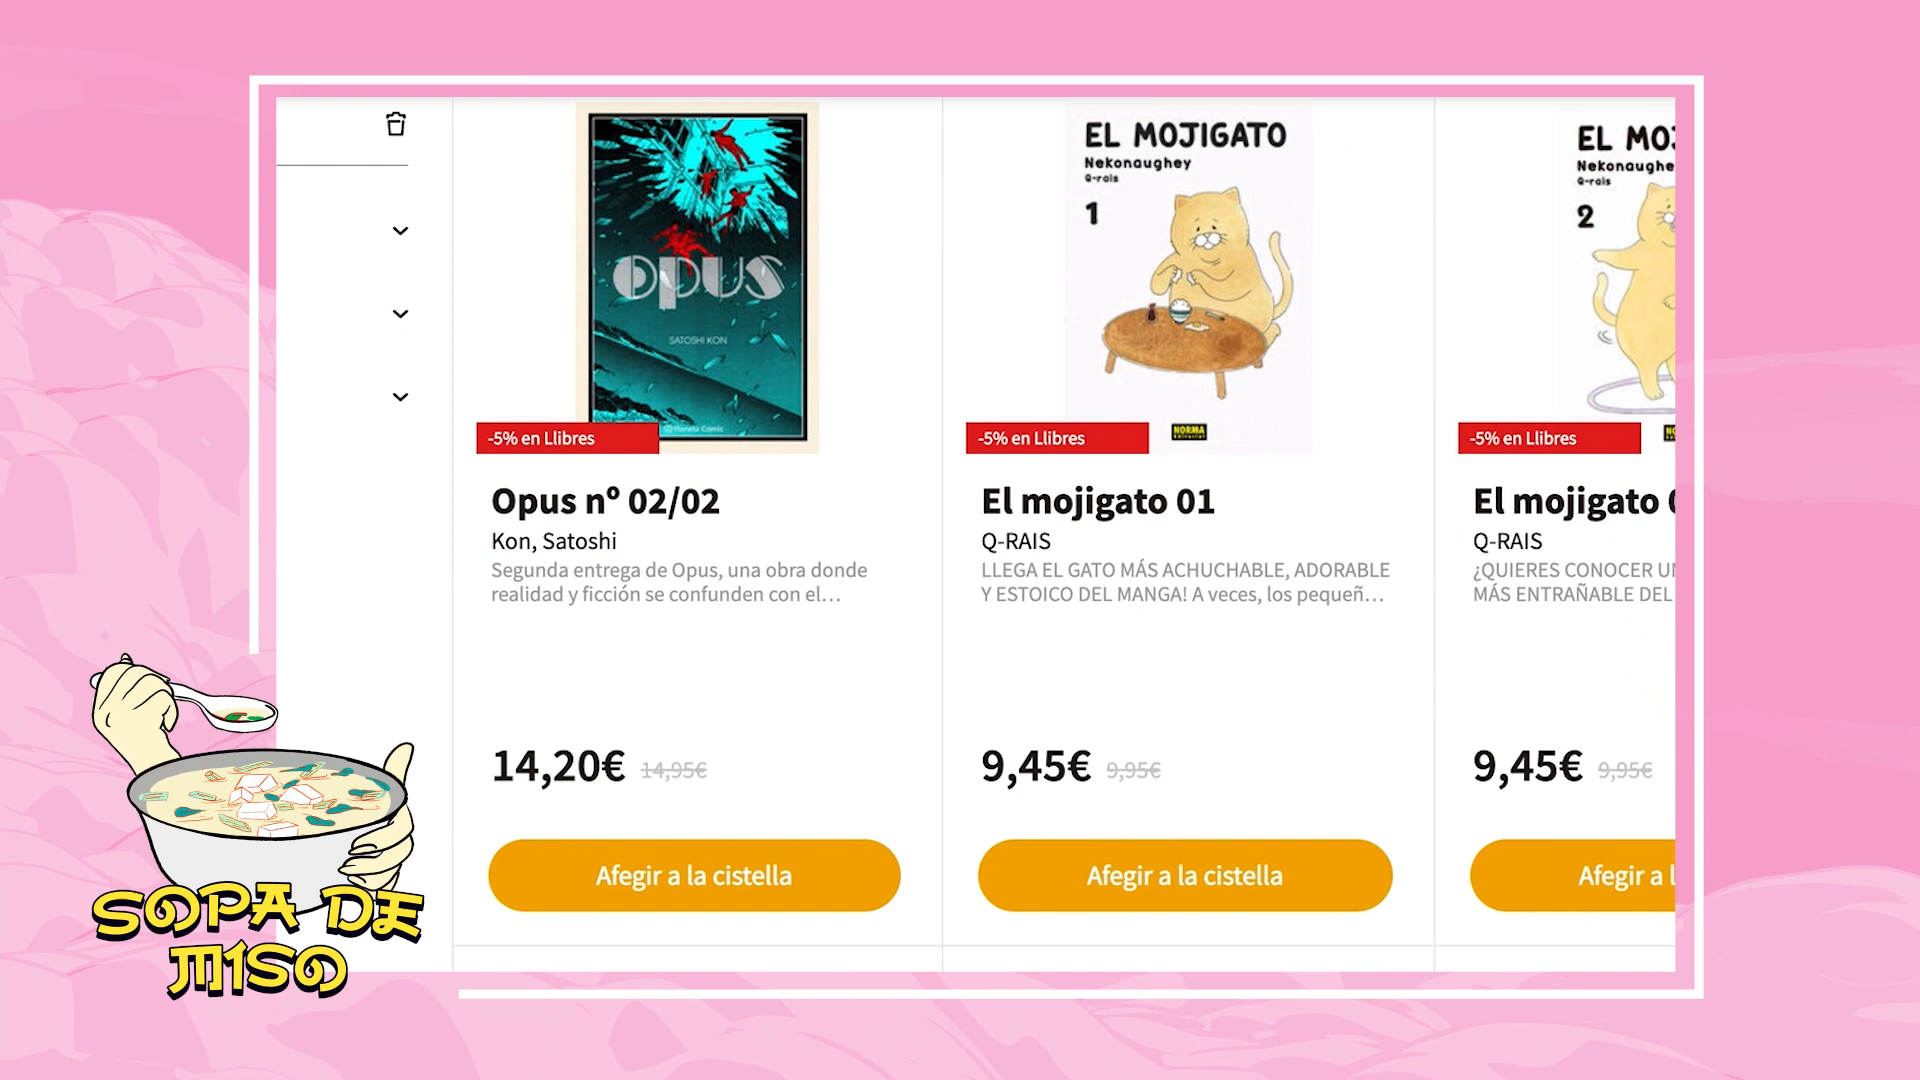 OPUS
SATOSHI KON
Planeta Cómic
-5% en Llibres
Opus nº 02/02
Kon, Satoshi
Segunda entrega de Opus, una obra donde
realidad y ficción se confunden con el…
14,20€ 14,95€
Afegir a la cistella
EL MOJIGATO
Nekonaughey
Q-rais
1
NORMA
Editorial
-5% en Llibres
El mojigato 01
Q-RAIS
LLEGA EL GATO MÁS ACHUCHABLE, ADORABLE
Y ESTOICO DEL MANGA! A veces, los pequeñ…
9,45€ 9,95€
Afegir a la cistella
EL MO
Nekonaughe
Q-rais
2
-5% en Llibres
El mojigato
Q-RAIS
¿QUIERES CONOCER U
MÁS ENTRAÑABLE DEL
9,45€ 9,95€
Afegir a l
SOPA DE
MISO